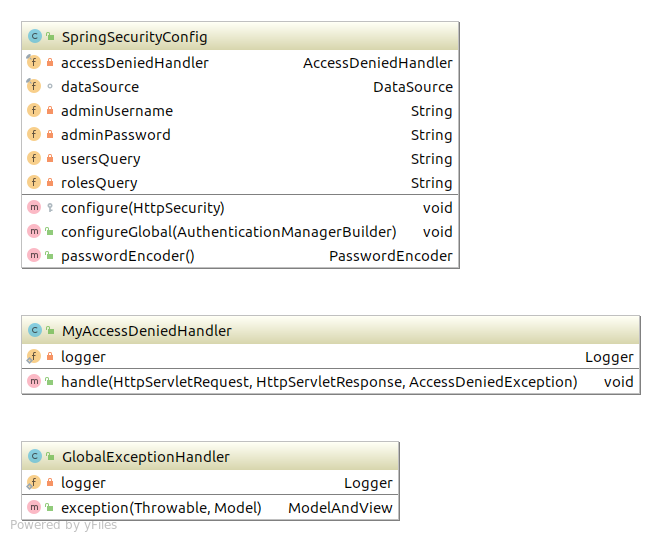 SpringSecurityConfig
accessDeniedHandler AccessDeniedHandler
dataSource DataSource
adminUsername String
adminPassword String
usersQuery String
rolesQuery String
configure(HttpSecurity) void
configureGlobal(AuthenticationManagerBuilder) void
passwordEncoder() PasswordEncoder
MyAccessDeniedHandler
logger Logger
handle(HttpServletRequest, HttpServletResponse, AccessDeniedException) void
GlobalExceptionHandler
logger Logger
exception(Throwable, Model) ModelAndView
Powered by yFiles